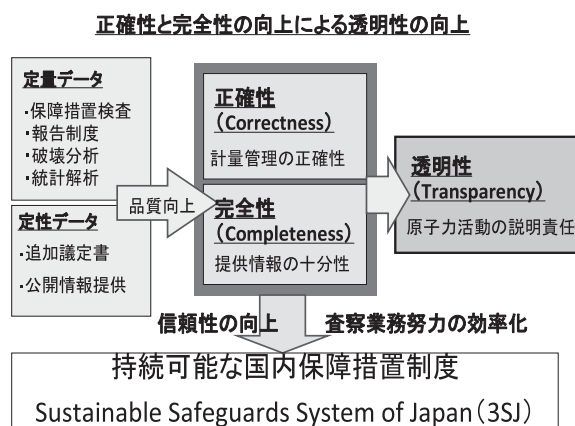 正確性と完全性の向上による透明性の向上
定量データ
・保障措置検査
・報告制度
・破壊分析
・統計解析
定性データ
・追加議定書
・公開情報提供
品質向上
正確性
(Correctness)
計量管理の正確性
完全性
(Completeness)
提供情報の十分性
透明性
(Transparency)
原子力活動の説明責任
信頼性の向上
査察業務努力の効率化
持続可能な国内保障措置制度
Sustainable Safeguards System of Japan（3SJ）